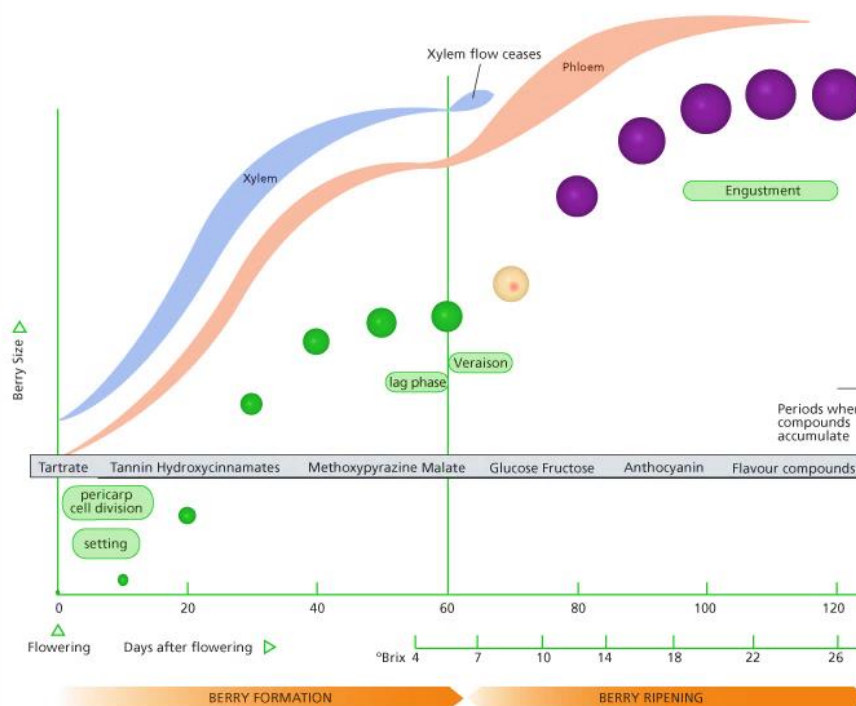 Xylem flow ceases
Phloem
Xylem
Engustment
Berry Size
Veraison
lag phase
Periods when
compounds
accumulate
Tartrate Tannin Hydroxycinnamates Methoxypyrazine Malate Glucose Fructose Anthocyanin Flavour compounds
pericarp
cell division
setting
0 20 40 60 80 100 120
Flowering Days after flowering
ºBrix 4 7 10 14 18 22 26
BERRY FORMATION BERRY RIPENING